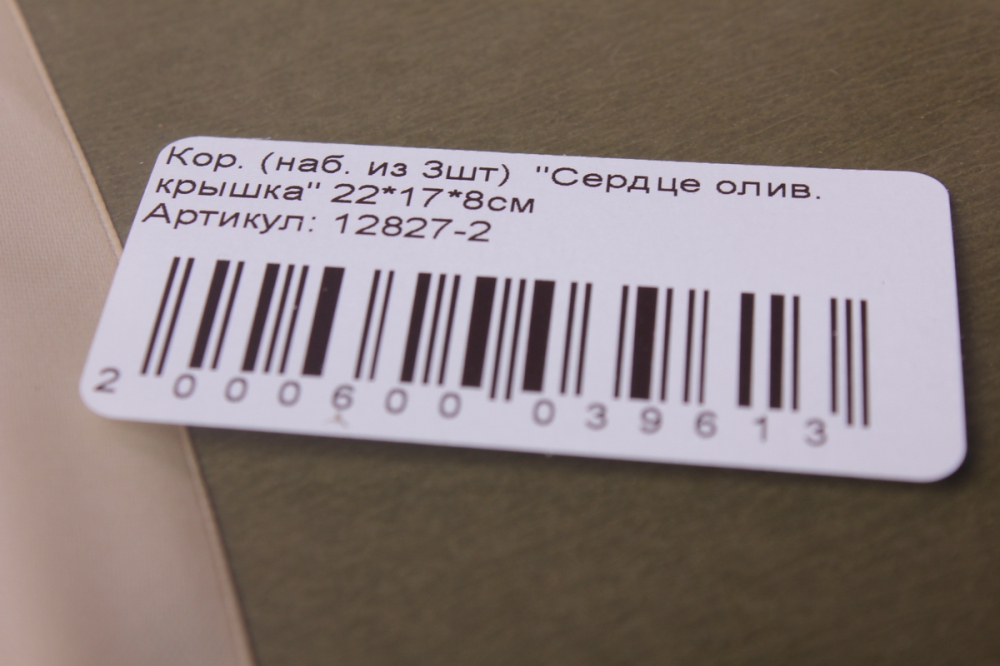 Кор. (наб. из 3шт) "Сердце олив.
крышка" 22*17*8см
Артикул: 12827-2
2 000600 039613